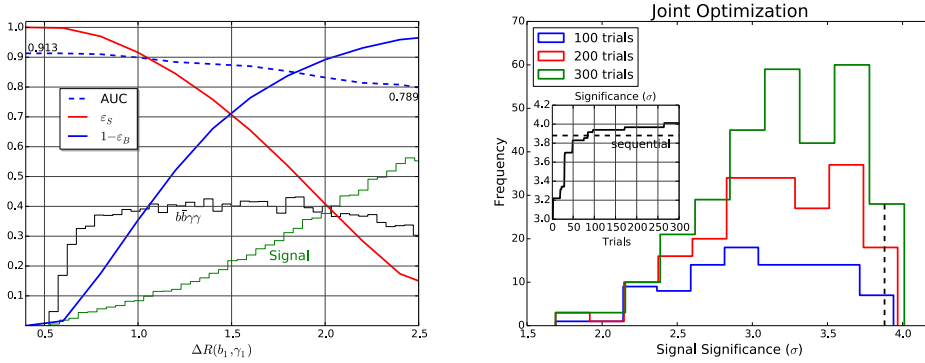 1.0
0.9
0.8
0.7
0.6
0.5
0.4
0.3
0.2
0.1
0.913
0.789
AUC
ε_S
1−ε_B
bb̄γγ
Signal
0.5 1.0 1.5 2.0 2.5
ΔR(b₁,γ₁)
Joint Optimization
70
60
50
40
30
20
10
0
Frequency
100 trials
200 trials
300 trials
Significance (σ)
4.2
4.0
3.8
3.6
3.4
3.2
3.0
sequential
0 50 100 150 200 250 300
Trials
1.5 2.0 2.5 3.0 3.5 4.0
Signal Significance (σ)